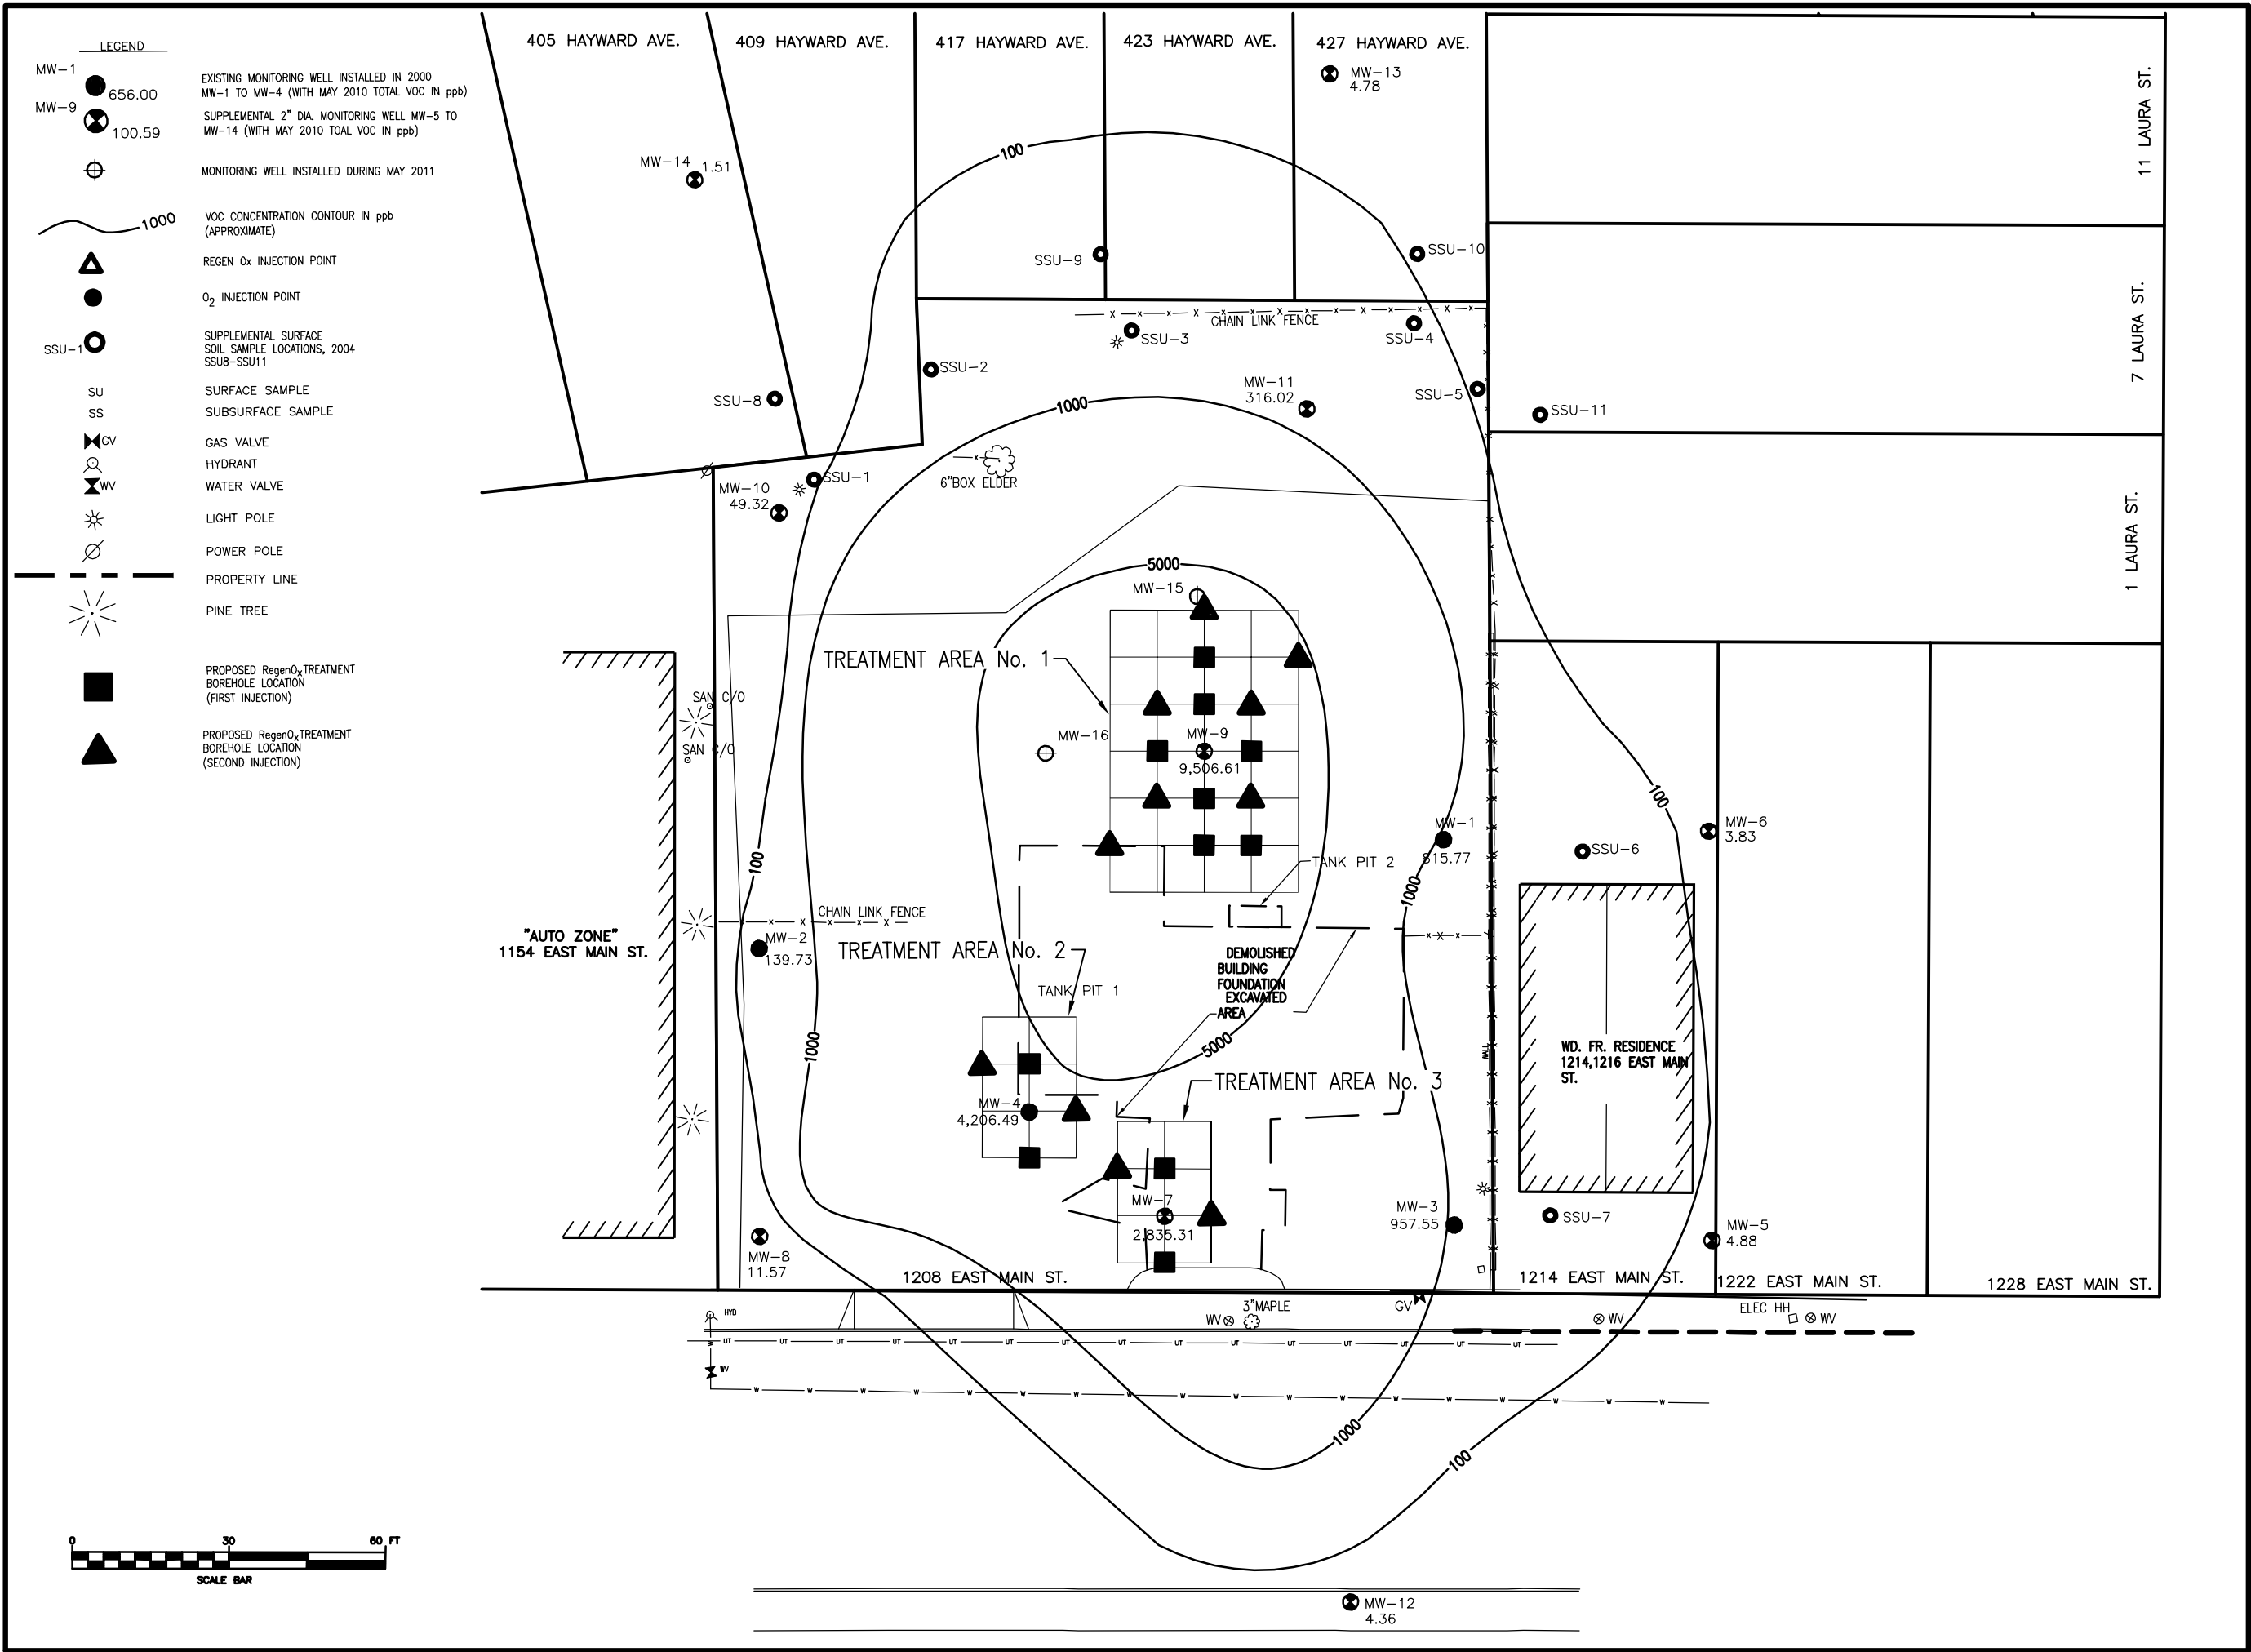 LEGEND
MW-1
656.00
EXISTING MONITORING WELL INSTALLED IN 2000
MW-1 TO MW-4 (WITH MAY 2010 TOTAL VOC IN ppb)
MW-9
100.59
SUPPLEMENTAL 2" DIA. MONITORING WELL MW-5 TO
MW-14 (WITH MAY 2010 TOAL VOC IN ppb)
MONITORING WELL INSTALLED DURING MAY 2011
1000
VOC CONCENTRATION CONTOUR IN ppb
(APPROXIMATE)
REGEN Ox INJECTION POINT
O2 INJECTION POINT
SSU-1
SUPPLEMENTAL SURFACE
SOIL SAMPLE LOCATIONS, 2004
SSU8-SSU11
SU
SURFACE SAMPLE
SS
SUBSURFACE SAMPLE
GV
GAS VALVE
HYDRANT
WV
WATER VALVE
LIGHT POLE
POWER POLE
PROPERTY LINE
PINE TREE
PROPOSED RegenOx TREATMENT
BOREHOLE LOCATION
(FIRST INJECTION)
PROPOSED RegenOx TREATMENT
BOREHOLE LOCATION
(SECOND INJECTION)
0 30 60 FT
SCALE BAR
405 HAYWARD AVE.
409 HAYWARD AVE.
417 HAYWARD AVE.
423 HAYWARD AVE.
427 HAYWARD AVE.
MW-13
4.78
11 LAURA ST.
7 LAURA ST.
1 LAURA ST.
100
MW-14 1.51
SSU-9
SSU-10
CHAIN LINK FENCE
SSU-3
SSU-4
SSU-2
SSU-8
MW-11
316.02
SSU-5
SSU-11
1000
SSU-1
6"BOX ELDER
MW-10
49.32
5000
MW-15
TREATMENT AREA No. 1
SAN C/O
SAN C/O
MW-16
MW-9
9,506.61
100
MW-1
815.77
MW-6
3.83
SSU-6
TANK PIT 2
100
1000
CHAIN LINK FENCE
"AUTO ZONE"
1154 EAST MAIN ST.
MW-2
139.73
TREATMENT AREA No. 2
TANK PIT 1
DEMOLISHED
BUILDING
FOUNDATION
EXCAVATED
AREA
1000
5000
WALL
WD. FR. RESIDENCE
1214,1216 EAST MAIN
ST.
TREATMENT AREA No. 3
MW-4
4,206.49
MW-7
2,835.31
MW-3
957.55
SSU-7
MW-5
4.88
MW-8
11.57
1208 EAST MAIN ST.
1214 EAST MAIN ST.
1222 EAST MAIN ST.
1228 EAST MAIN ST.
HYD
3"MAPLE
WV
GV
WV
ELEC HH
WV
UT UT UT UT UT UT UT UT UT UT UT UT UT UT UT
W
WV
W W W W W W W W W W W W W W W W W W
1000
100
MW-12
4.36